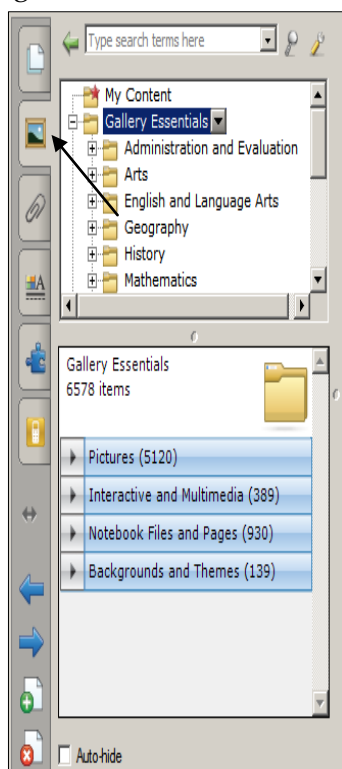 Type search terms here
My Content
Gallery Essentials
Administration and Evaluation
Arts
English and Language Arts
Geography
History
Mathematics
Gallery Essentials
6578 items
Pictures (5120)
Interactive and Multimedia (389)
Notebook Files and Pages (930)
Backgrounds and Themes (139)
Auto-hide